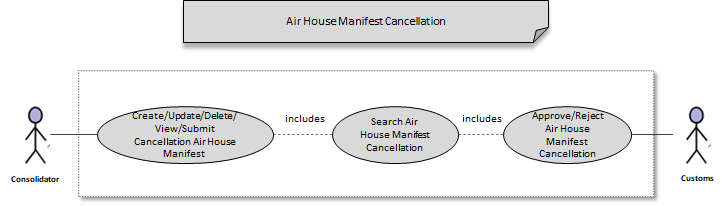 Air House Manifest Cancellation
Create/Update/Delete/
View/Submit
Cancellation Air House
Manifest
includes
Search Air
House Manifest
Cancellation
includes
Approve/Reject
Air House
Manifest
Cancellation
Consolidator
Customs